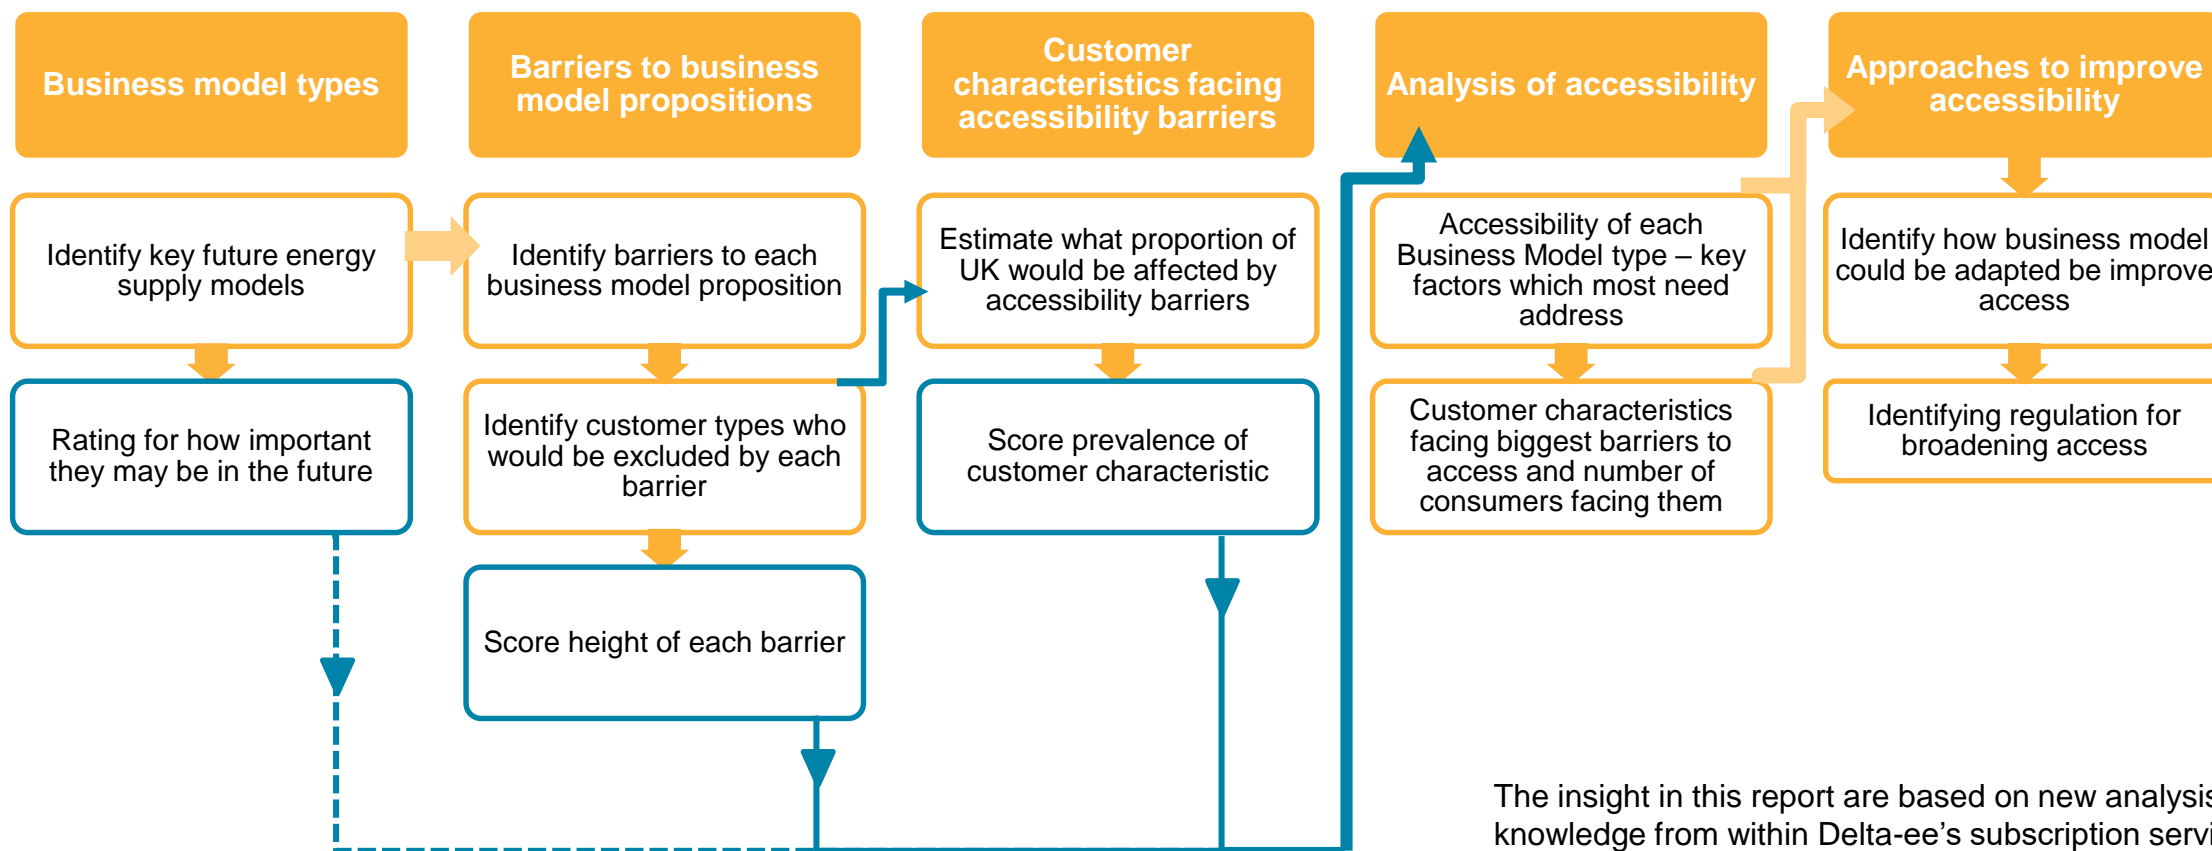 Business model types
Barriers to business
model propositions
Customer
characteristics facing
accessibility barriers
Analysis of accessibility
Approaches to improve
accessibility
Identify key future energy
supply models
Rating for how important
they may be in the future
Identify barriers to each
business model proposition
Identify customer types who
would be excluded by each
barrier
Score height of each barrier
Estimate what proportion of
UK would be affected by
accessibility barriers
Score prevalence of
customer characteristic
Accessibility of each
Business Model type – key
factors which most need
address
Customer characteristics
facing biggest barriers to
access and number of
consumers facing them
Identify how business model
could be adapted be improve
access
Identifying regulation for
broadening access
The insight in this report are based on new analysis
knowledge from within Delta-ee's subscription